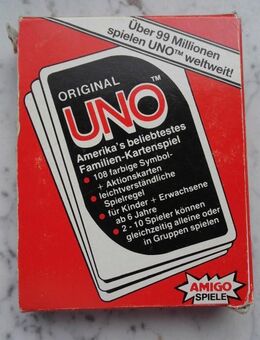 Über 99 Millionen
spielen UNO™ weltweit!
ORIGINAL
UNO™
Amerika's beliebtestes
Familien-Kartenspiel
• 108 farbige Symbol-
+ Aktionskarten
• leichtverständliche
Spielregel
• für Kinder + Erwachsene
ab 6 Jahre
• 2 - 10 Spieler können
gleichzeitig alleine oder
in Gruppen spielen
AMIGO
SPIELE